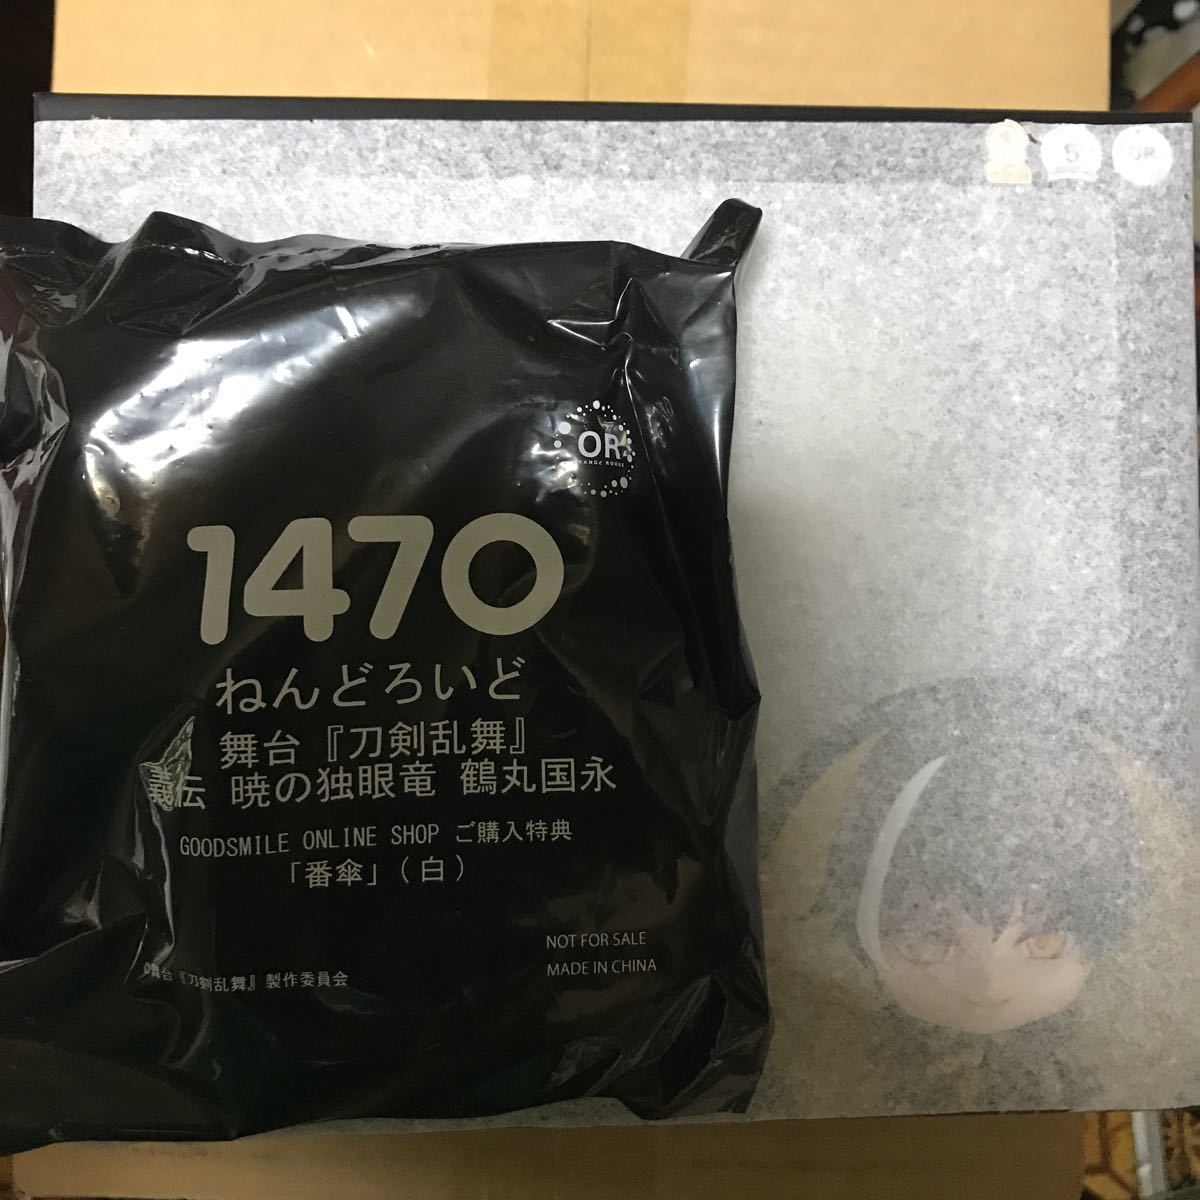 OR
OR
1470
ねんどろいど
舞台『刀剣乱舞』
義伝 暁の独眼竜 鶴丸国永
GOODSMILE ONLINE SHOP ご購入特典
「番傘」(白)
NOT FOR SALE
MADE IN CHINA
©舞台『刀剣乱舞』製作委員会